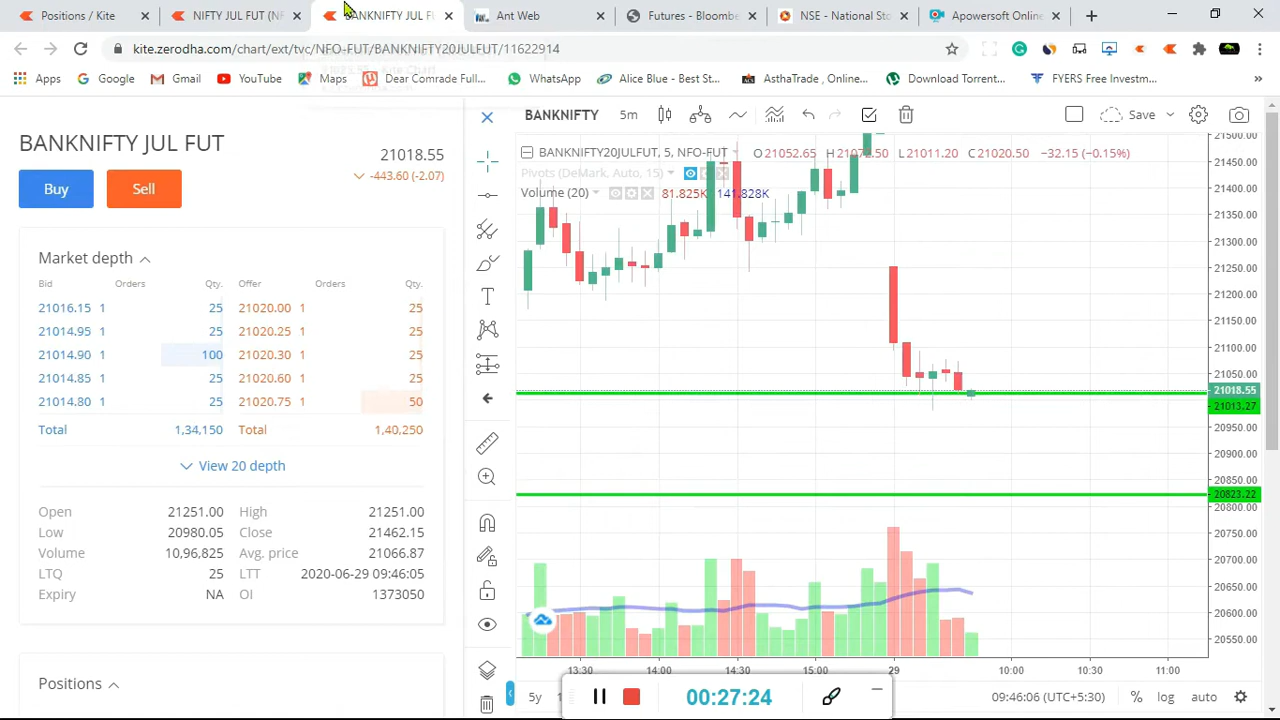 Positions / Kite
NIFTY JUL FUT (N
BANKNIFTY JUL F
Ant Web
Futures - Bloombe
NSE - National Sto
Apowersoft Online
kite.zerodha.com/chart/ext/tvc/NFO-FUT/BANKNIFTY20JULFUT/11622914
Apps
Google
Gmail
YouTube
Maps
Dear Comrade Full...
WhatsApp
Alice Blue - Best St...
AsthaTrade , Online...
Download Torrent...
FYERS Free Investm...
»
BANKNIFTY JUL FUT
21018.55
-443.60 (-2.07)
Buy
Sell
Market depth
Bid Orders Qty. Offer Orders Qty.
21016.15 1 25 21020.00 1 25
21014.95 1 25 21020.25 1 25
21014.90 1 100 21020.30 1 25
21014.85 1 25 21020.60 1 25
21014.80 1 25 21020.75 1 50
Total 1,34,150 Total 1,40,250
View 20 depth
Open 21251.00 High 21251.00
Low 20980.05 Close 21462.15
Volume 10,96,825 Avg. price 21066.87
LTQ 25 LTT 2020-06-29 09:46:05
Expiry NA OI 1373050
Positions
BANKNIFTY 5m Save
BANKNIFTY20JULFUT, 5, NFO-FUT O21052.65 L21011.20 C21020.50 −32.15 (−0.15%)
Pivots (DeMark, Auto, 15)
Volume (20) 81.825K 141.828K
21500.00
21450.00
21400.00
21350.00
21300.00
21250.00
21200.00
21150.00
21100.00
21050.00
21018.55
21013.27
20950.00
20900.00
20850.00
20823.22
20800.00
20750.00
20700.00
20650.00
20600.00
20550.00
13:30 14:00 14:30 15:00 29 10:00 10:30 11:00
5y
00:27:24
09:46:06 (UTC+5:30) % log auto